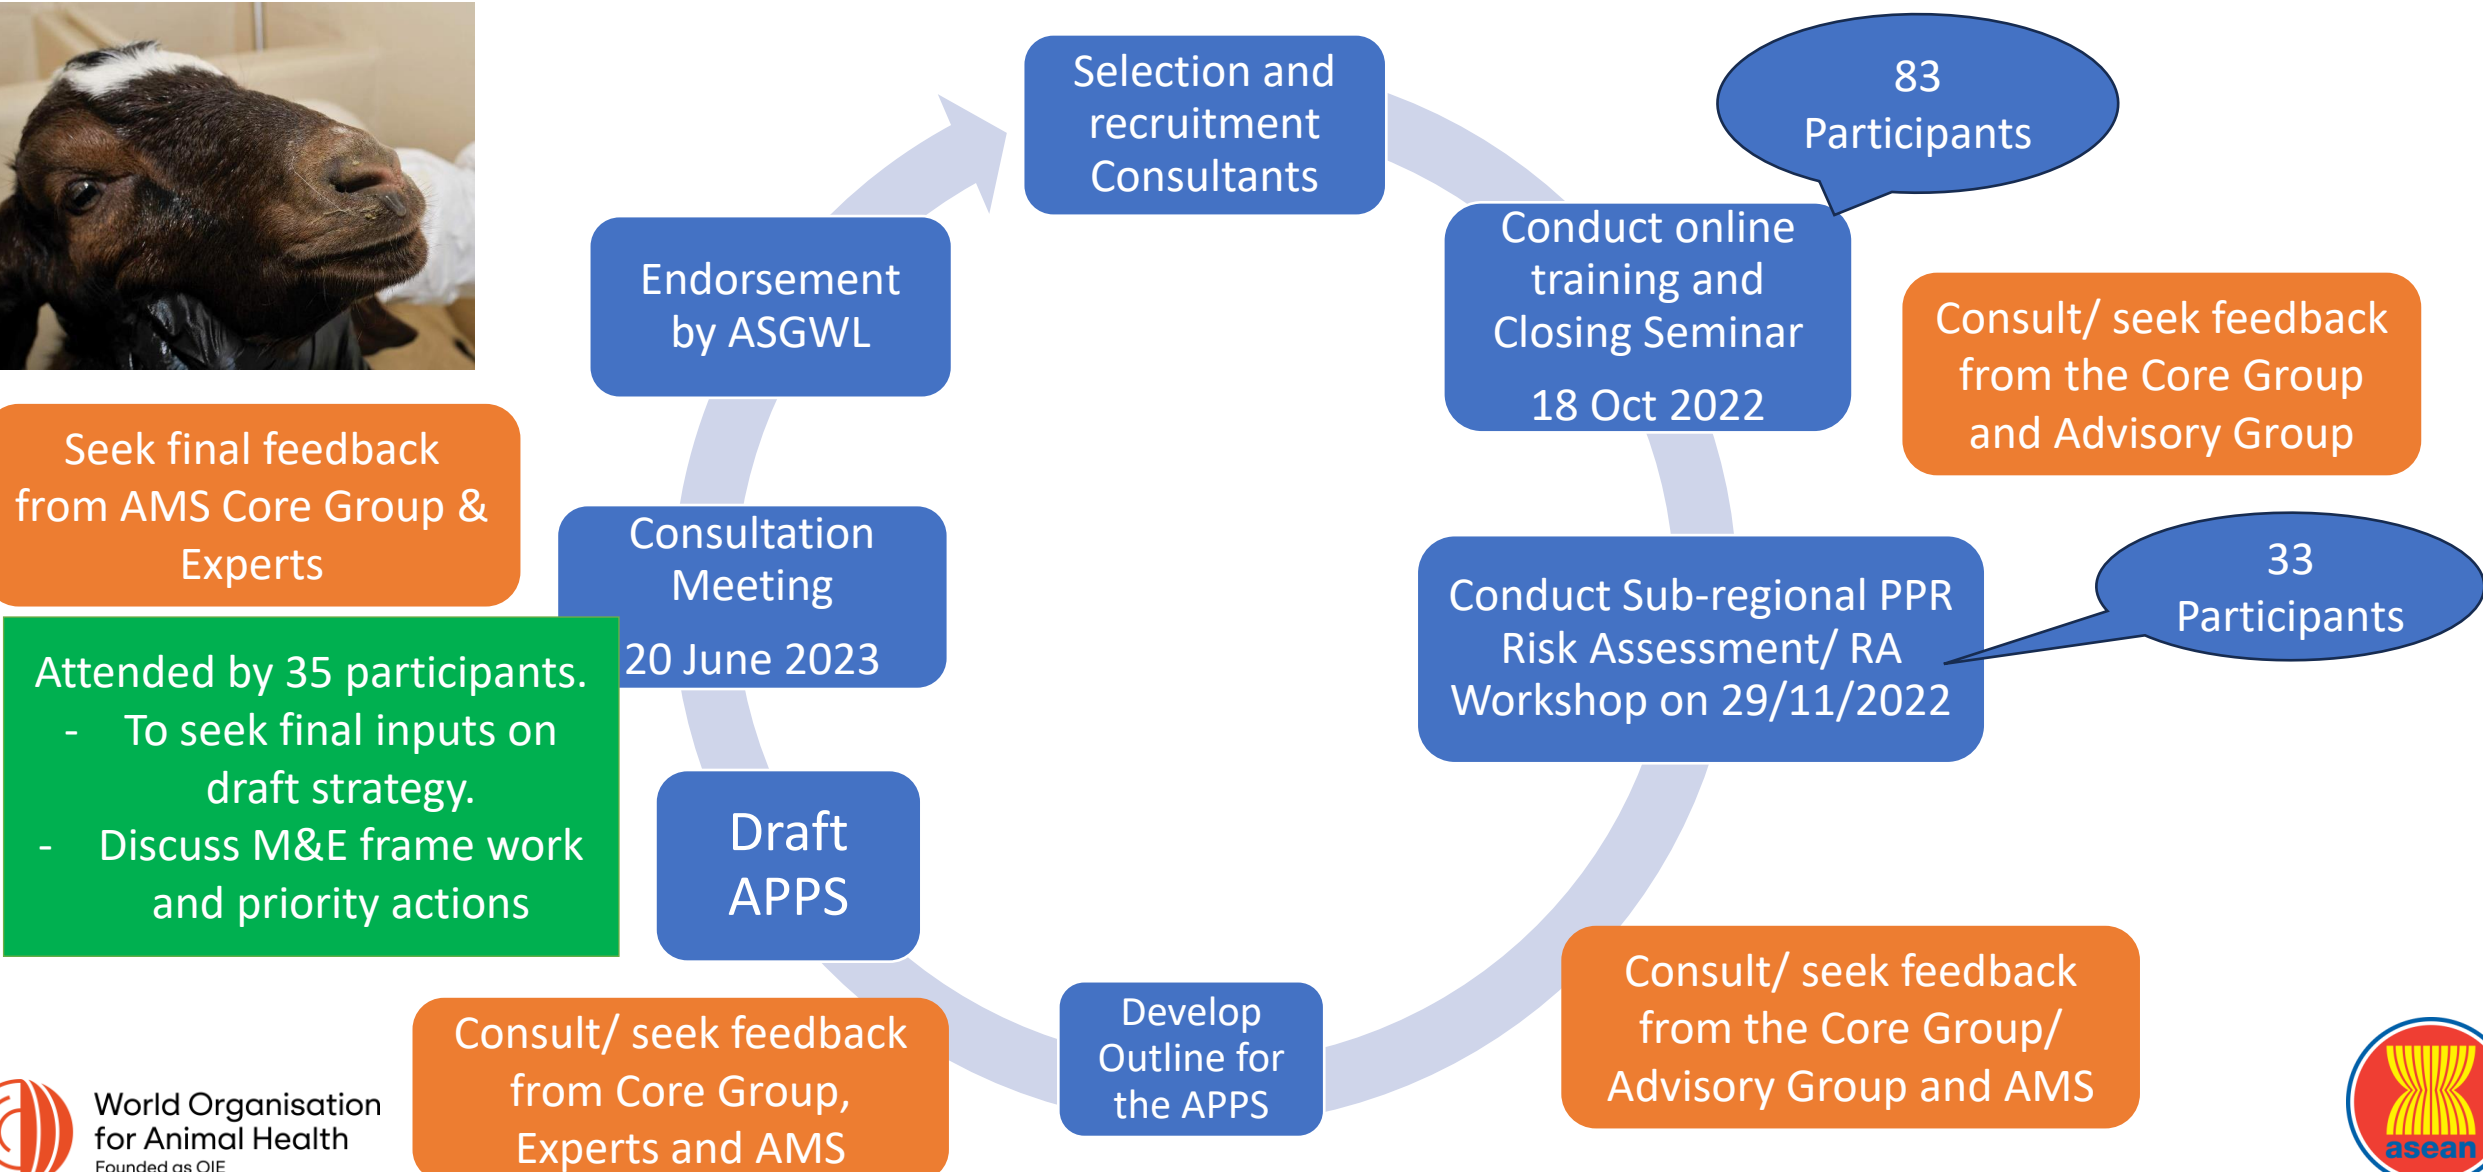 Selection and
recruitment
Consultants
83
Participants
Conduct online
training and
Closing Seminar
18 Oct 2022
Consult/ seek feedback
from the Core Group
and Advisory Group
33
Participants
Conduct Sub-regional PPR
Risk Assessment/ RA
Workshop on 29/11/2022
Consult/ seek feedback
from the Core Group/
Advisory Group and AMS
Develop
Outline for
the APPS
Consult/ seek feedback
from Core Group,
Experts and AMS
Draft
APPS
Consultation
Meeting
20 June 2023
Seek final feedback
from AMS Core Group &
Experts
Attended by 35 participants.
- To seek final inputs on
draft strategy.
- Discuss M&E frame work
and priority actions
Endorsement
by ASGWL
World Organisation
for Animal Health
Founded as OIE
asean